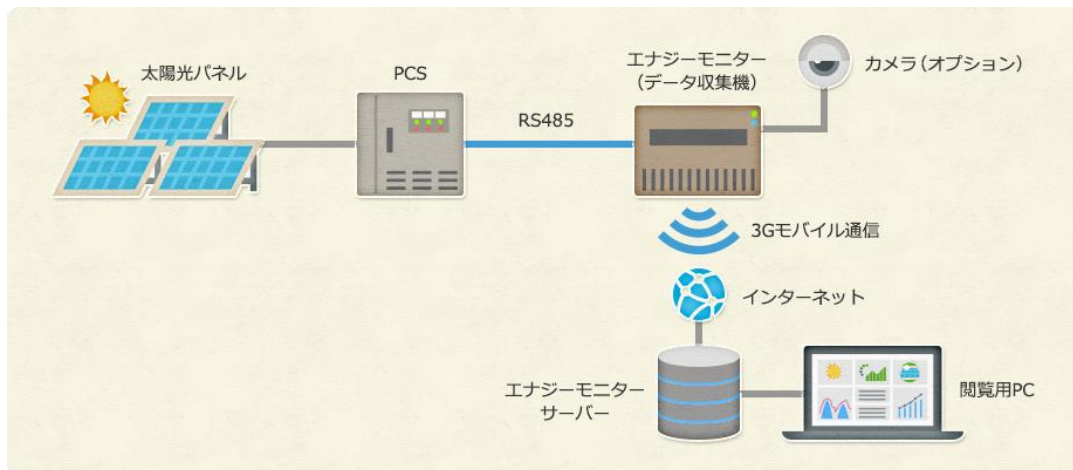 太陽光パネル
PCS
RS485
エナジーモニター
(データ収集機)
カメラ(オプション)
3Gモバイル通信
インターネット
エナジーモニター
サーバー
閲覧用PC